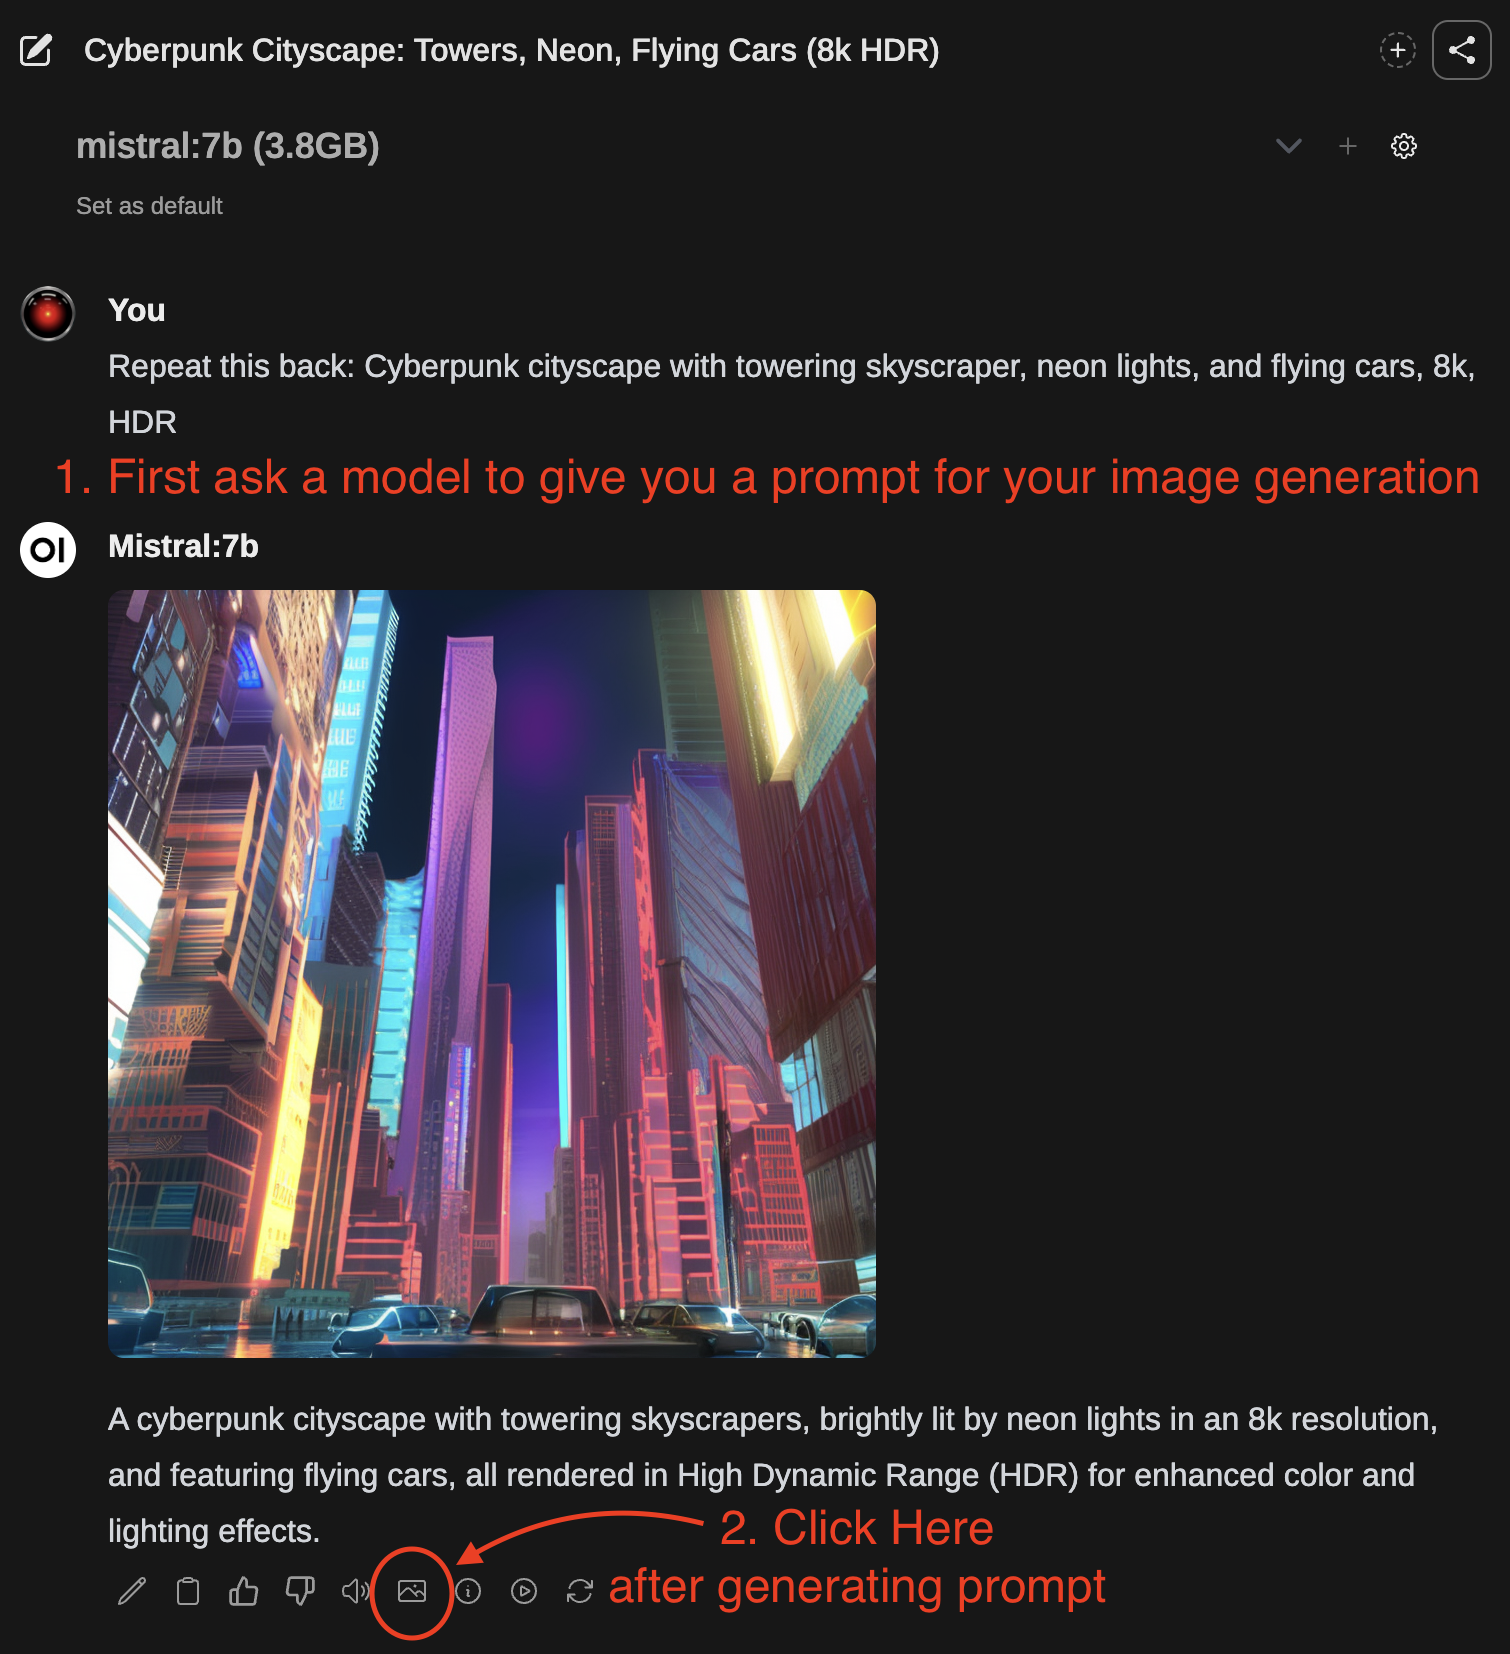 Cyberpunk Cityscape: Towers, Neon, Flying Cars (8k HDR)
mistral:7b (3.8GB)
Set as default
You
Repeat this back: Cyberpunk cityscape with towering skyscraper, neon lights, and flying cars, 8k,
HDR
1. First ask a model to give you a prompt for your image generation
OI
Mistral:7b
A cyberpunk cityscape with towering skyscrapers, brightly lit by neon lights in an 8k resolution,
and featuring flying cars, all rendered in High Dynamic Range (HDR) for enhanced color and
lighting effects.
2. Click Here
after generating prompt